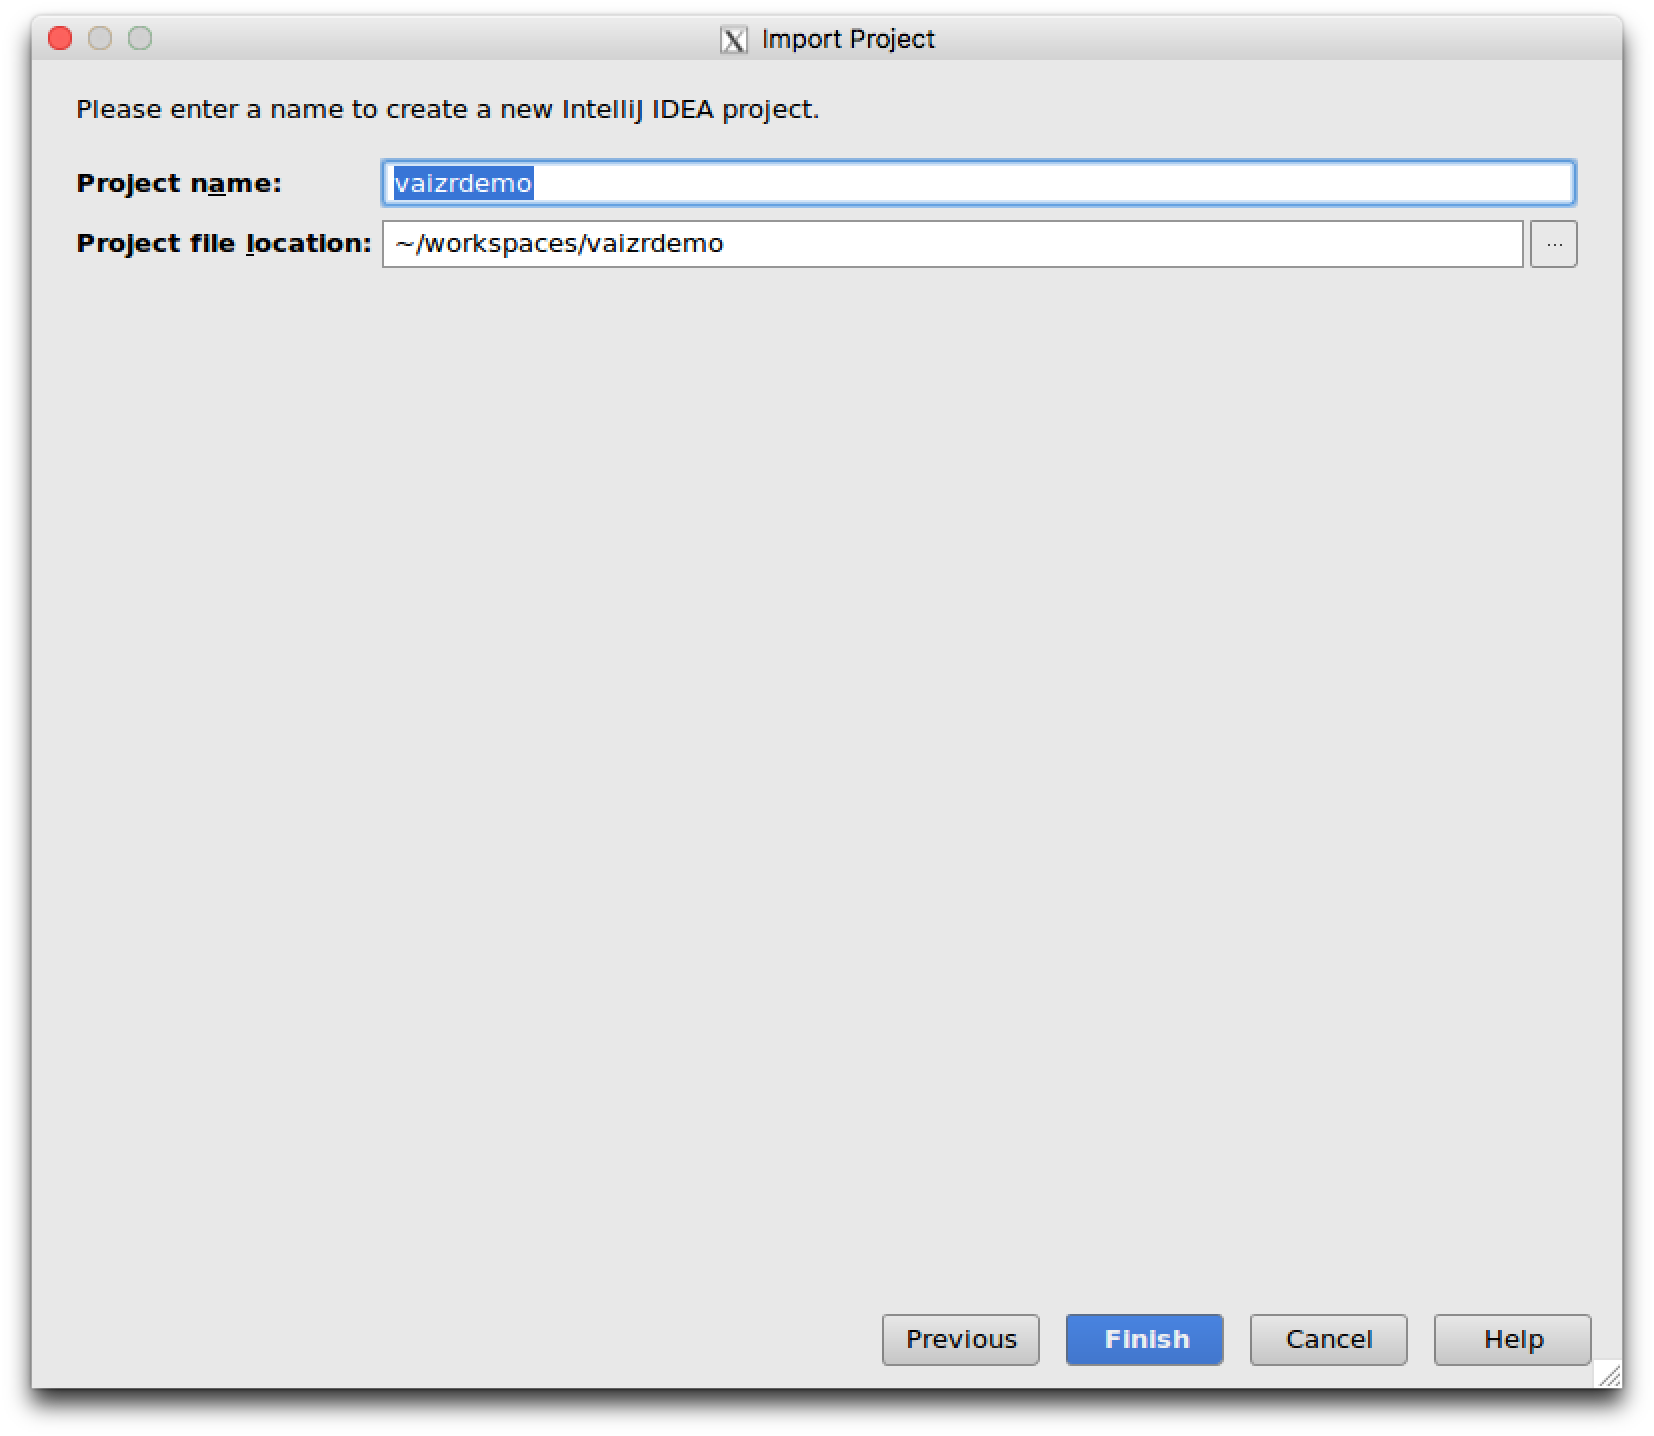 Import Project
Please enter a name to create a new IntelliJ IDEA project.
Project name: vaizrdemo
Project file location: ~/workspaces/vaizrdemo ...
Previous Finish Cancel Help